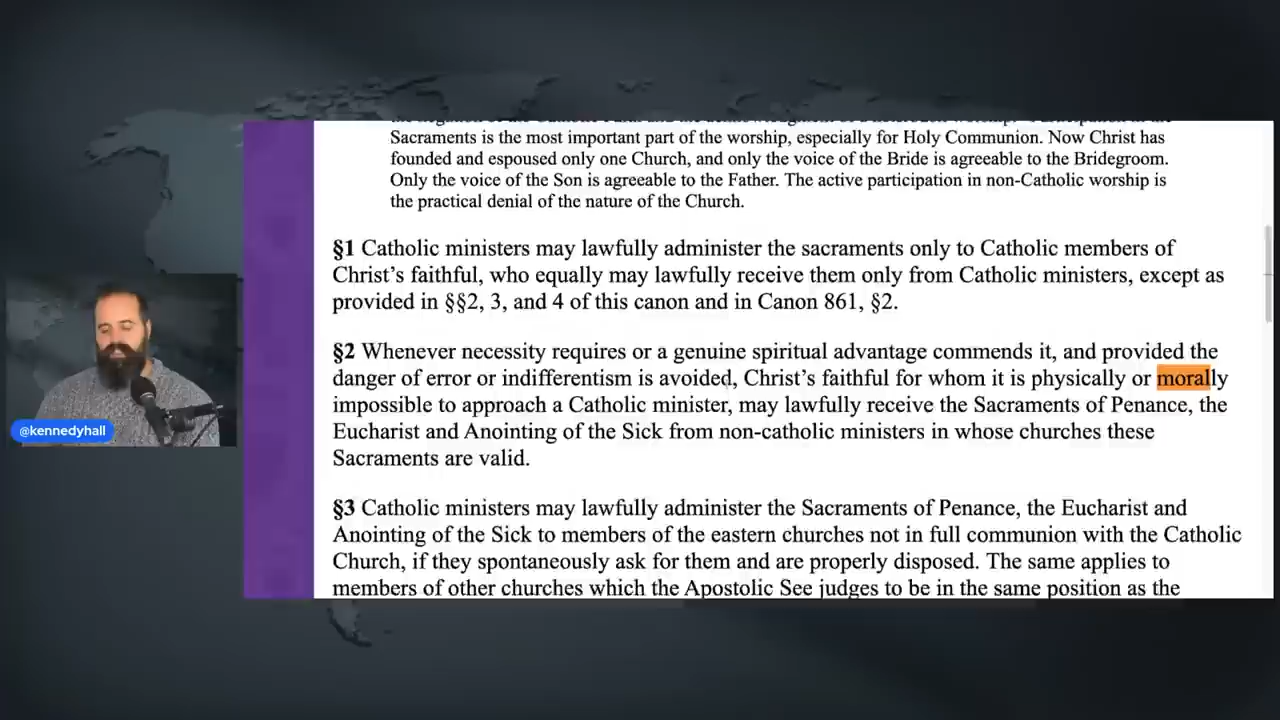 Sacraments is the most important part of the worship, especially for Holy Communion. Now Christ has
founded and espoused only one Church, and only the voice of the Bride is agreeable to the Bridegroom.
Only the voice of the Son is agreeable to the Father. The active participation in non-Catholic worship is
the practical denial of the nature of the Church.
§1 Catholic ministers may lawfully administer the sacraments only to Catholic members of
Christ’s faithful, who equally may lawfully receive them only from Catholic ministers, except as
provided in §§2, 3, and 4 of this canon and in Canon 861, §2.
§2 Whenever necessity requires or a genuine spiritual advantage commends it, and provided the
danger of error or indifferentism is avoided, Christ’s faithful for whom it is physically or morally
impossible to approach a Catholic minister, may lawfully receive the Sacraments of Penance, the
Eucharist and Anointing of the Sick from non-catholic ministers in whose churches these
Sacraments are valid.
§3 Catholic ministers may lawfully administer the Sacraments of Penance, the Eucharist and
Anointing of the Sick to members of the eastern churches not in full communion with the Catholic
Church, if they spontaneously ask for them and are properly disposed. The same applies to
members of other churches which the Apostolic See judges to be in the same position as the
@kennedyhall